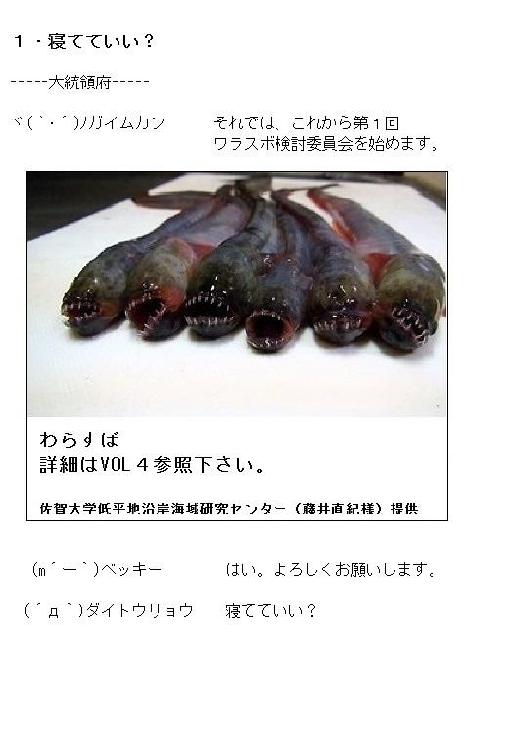 1・寝てていい?
-----大統領府-----
ヾ(｀・´)ﾉガイムカン　それでは、これから第１回
ワラスボ検討委員会を始めます。
わらすぼ
詳細はVOL４参照下さい。
佐賀大学低平地沿岸海域研究センター（藤井直紀様）提供
(m´ー｀)ベッキー　はい。よろしくお願いします。
(´д｀)ダイトウリョウ　寝てていい?